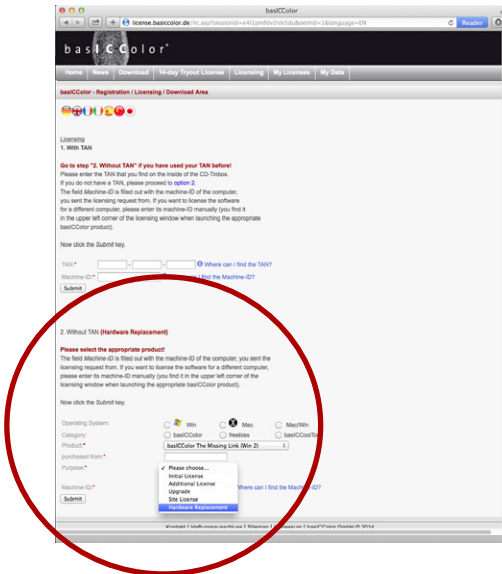 basICColor
license.basiccolor.de/lic.asp?sessionid=x4l1pmfdv2nlr5du&oemid=1&language=EN
Reader
basICColor
Home News Download 14-day Tryout License Licensing My Licenses My Data
basICColor - Registration / Licensing / Download Area
Licensing
1. With TAN
Go to step "2. Without TAN" if you have used your TAN before!
Please enter the TAN that you find on the inside of the CD-Tinbox.
If you do not have a TAN, please proceed to option 2.
The field Machine-ID is filled out with the machine-ID of the computer,
you sent the licensing request from. If you want to license the software
for a different computer, please enter its machine-ID manually (you find it
in the upper left corner of the licensing window when launching the appropriate
basICColor product).
Now click the Submit key.
TAN:* - - Where can I find the TAN?
Machine-ID:* I find the Machine-ID?
Submit
2. Without TAN (Hardware Replacement)
Please select the appropriate product!
The field Machine-ID is filled out with the machine-ID of the computer, you sent the
licensing request from. If you want to license the software for a different computer,
please enter its machine-ID manually (you find it in the upper left corner of the
licensing window when launching the appropriate basICColor product).
Now click the Submit key.
Operating System: Win Mac Mac/Win
Category: basICColor freebies
Product:* basICColor The Missing Link (Win 2)
purchased from:*
Purpose:* ✓ Please choose...
Initial License
Additional License
Upgrade
Site License
Hardware Replacement
Machine-ID:* Where can I find the Machine-ID?
Submit
basICColor GmbH © 2014